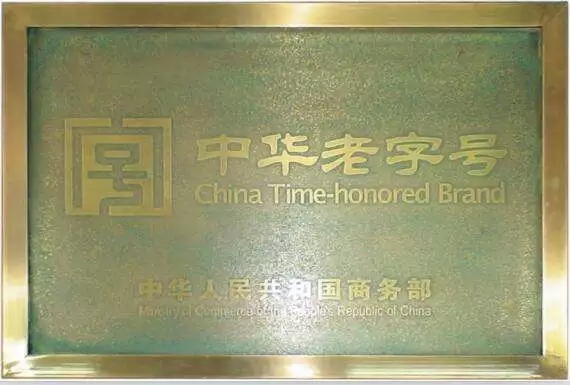 中华老字号
China Time-honored Brand
中华人民共和国商务部
Ministry of Commerce of the People's Republic of China